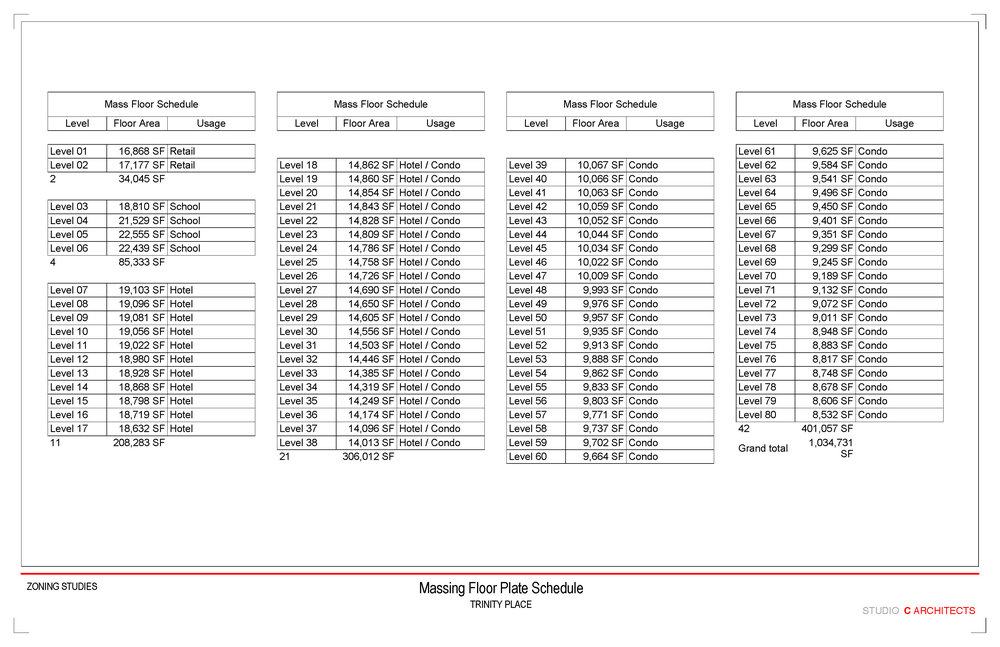 Mass Floor Schedule
Level Floor Area Usage
Level 01 16,868 SF Retail
Level 02 17,177 SF Retail
2 34,045 SF
Level 03 18,810 SF School
Level 04 21,529 SF School
Level 05 22,555 SF School
Level 06 22,439 SF School
4 85,333 SF
Level 07 19,103 SF Hotel
Level 08 19,096 SF Hotel
Level 09 19,081 SF Hotel
Level 10 19,056 SF Hotel
Level 11 19,022 SF Hotel
Level 12 18,980 SF Hotel
Level 13 18,928 SF Hotel
Level 14 18,868 SF Hotel
Level 15 18,798 SF Hotel
Level 16 18,719 SF Hotel
Level 17 18,632 SF Hotel
11 208,283 SF
Mass Floor Schedule
Level Floor Area Usage
Level 18 14,862 SF Hotel / Condo
Level 19 14,860 SF Hotel / Condo
Level 20 14,854 SF Hotel / Condo
Level 21 14,843 SF Hotel / Condo
Level 22 14,828 SF Hotel / Condo
Level 23 14,809 SF Hotel / Condo
Level 24 14,786 SF Hotel / Condo
Level 25 14,758 SF Hotel / Condo
Level 26 14,726 SF Hotel / Condo
Level 27 14,690 SF Hotel / Condo
Level 28 14,650 SF Hotel / Condo
Level 29 14,605 SF Hotel / Condo
Level 30 14,556 SF Hotel / Condo
Level 31 14,503 SF Hotel / Condo
Level 32 14,446 SF Hotel / Condo
Level 33 14,385 SF Hotel / Condo
Level 34 14,319 SF Hotel / Condo
Level 35 14,249 SF Hotel / Condo
Level 36 14,174 SF Hotel / Condo
Level 37 14,096 SF Hotel / Condo
Level 38 14,013 SF Hotel / Condo
21 306,012 SF
Mass Floor Schedule
Level Floor Area Usage
Level 39 10,067 SF Condo
Level 40 10,066 SF Condo
Level 41 10,063 SF Condo
Level 42 10,059 SF Condo
Level 43 10,052 SF Condo
Level 44 10,044 SF Condo
Level 45 10,034 SF Condo
Level 46 10,022 SF Condo
Level 47 10,009 SF Condo
Level 48 9,993 SF Condo
Level 49 9,976 SF Condo
Level 50 9,957 SF Condo
Level 51 9,935 SF Condo
Level 52 9,913 SF Condo
Level 53 9,888 SF Condo
Level 54 9,862 SF Condo
Level 55 9,833 SF Condo
Level 56 9,803 SF Condo
Level 57 9,771 SF Condo
Level 58 9,737 SF Condo
Level 59 9,702 SF Condo
Level 60 9,664 SF Condo
Mass Floor Schedule
Level Floor Area Usage
Level 61 9,625 SF Condo
Level 62 9,584 SF Condo
Level 63 9,541 SF Condo
Level 64 9,496 SF Condo
Level 65 9,450 SF Condo
Level 66 9,401 SF Condo
Level 67 9,351 SF Condo
Level 68 9,299 SF Condo
Level 69 9,245 SF Condo
Level 70 9,189 SF Condo
Level 71 9,132 SF Condo
Level 72 9,072 SF Condo
Level 73 9,011 SF Condo
Level 74 8,948 SF Condo
Level 75 8,883 SF Condo
Level 76 8,817 SF Condo
Level 77 8,748 SF Condo
Level 78 8,678 SF Condo
Level 79 8,606 SF Condo
Level 80 8,532 SF Condo
42 401,057 SF
Grand total 1,034,731
SF
ZONING STUDIES
Massing Floor Plate Schedule
TRINITY PLACE
STUDIO C ARCHITECTS